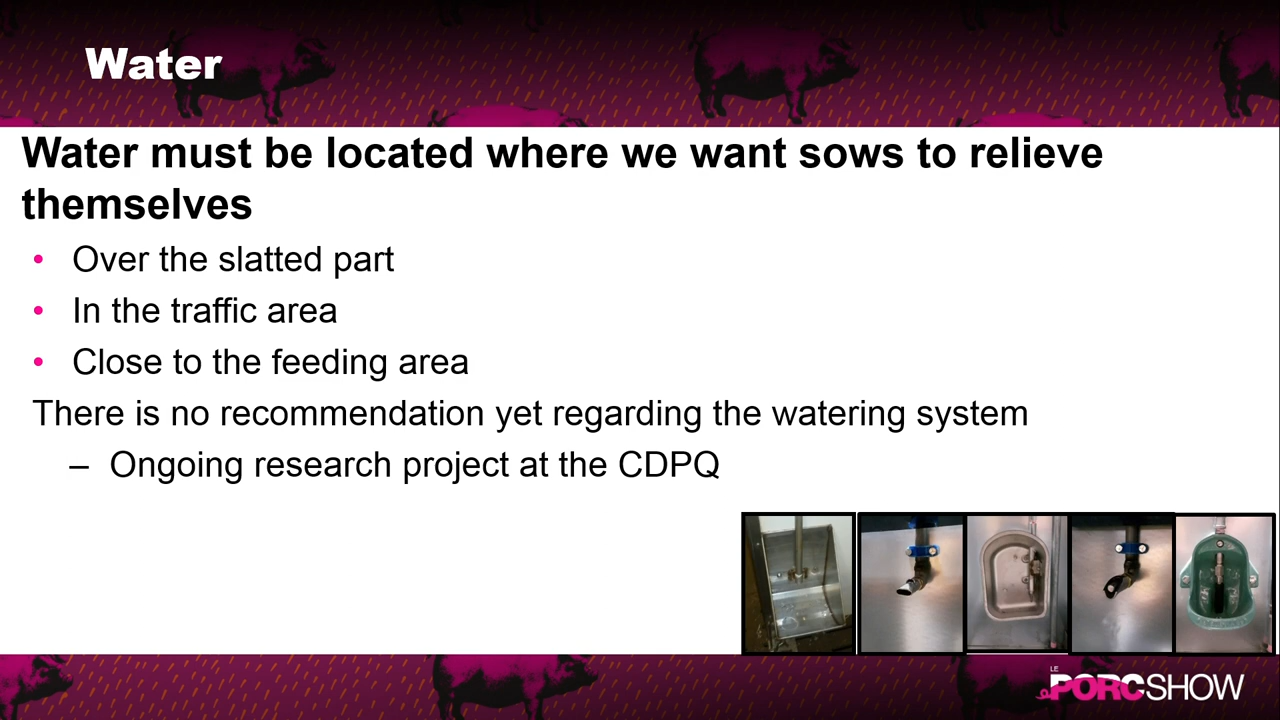 Water
Water must be located where we want sows to relieve
themselves
• Over the slatted part
• In the traffic area
• Close to the feeding area
There is no recommendation yet regarding the watering system
– Ongoing research project at the CDPQ
LE
PORCSHOW